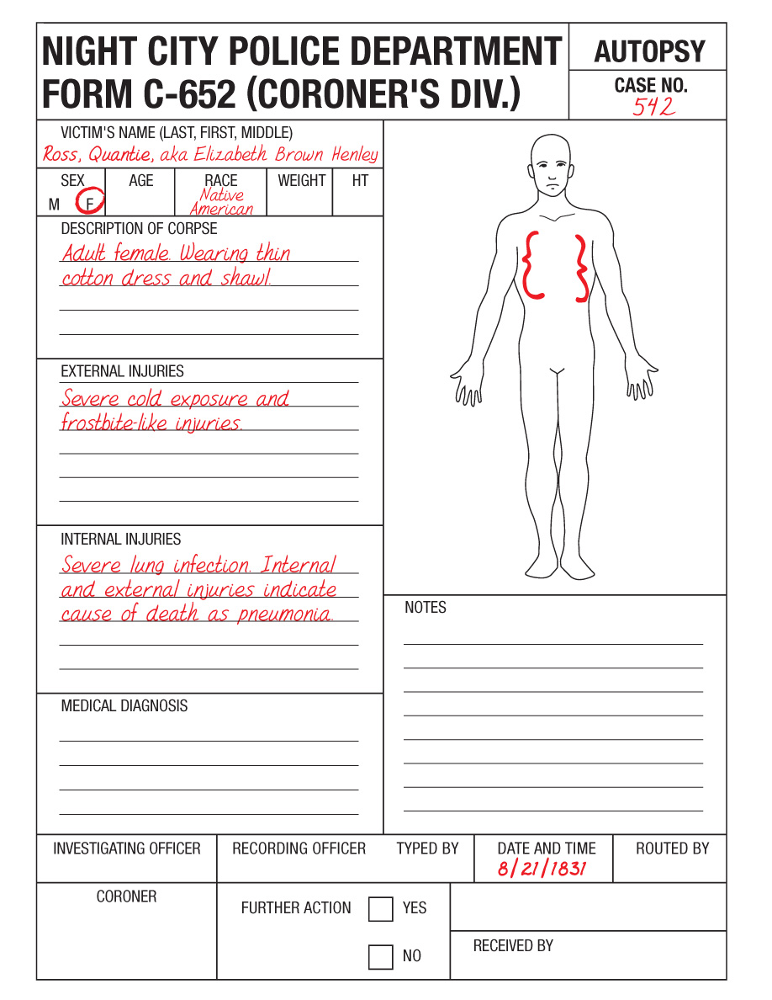 NIGHT CITY POLICE DEPARTMENT
FORM C-652 (CORONER'S DIV.)
AUTOPSY
CASE NO.
542
VICTIM'S NAME (LAST, FIRST, MIDDLE)
Ross, Quantie, aka Elizabeth Brown Henley
SEX
M F
AGE
RACE
Native
American
WEIGHT
HT
DESCRIPTION OF CORPSE
Adult female. Wearing thin
cotton dress and shawl.
EXTERNAL INJURIES
Severe cold exposure and
frostbite-like injuries.
INTERNAL INJURIES
Severe lung infection. Internal
and external injuries indicate
cause of death as pneumonia.
MEDICAL DIAGNOSIS
NOTES
INVESTIGATING OFFICER
RECORDING OFFICER
TYPED BY
DATE AND TIME
8/21/1831
ROUTED BY
CORONER
FURTHER ACTION
YES
NO
RECEIVED BY